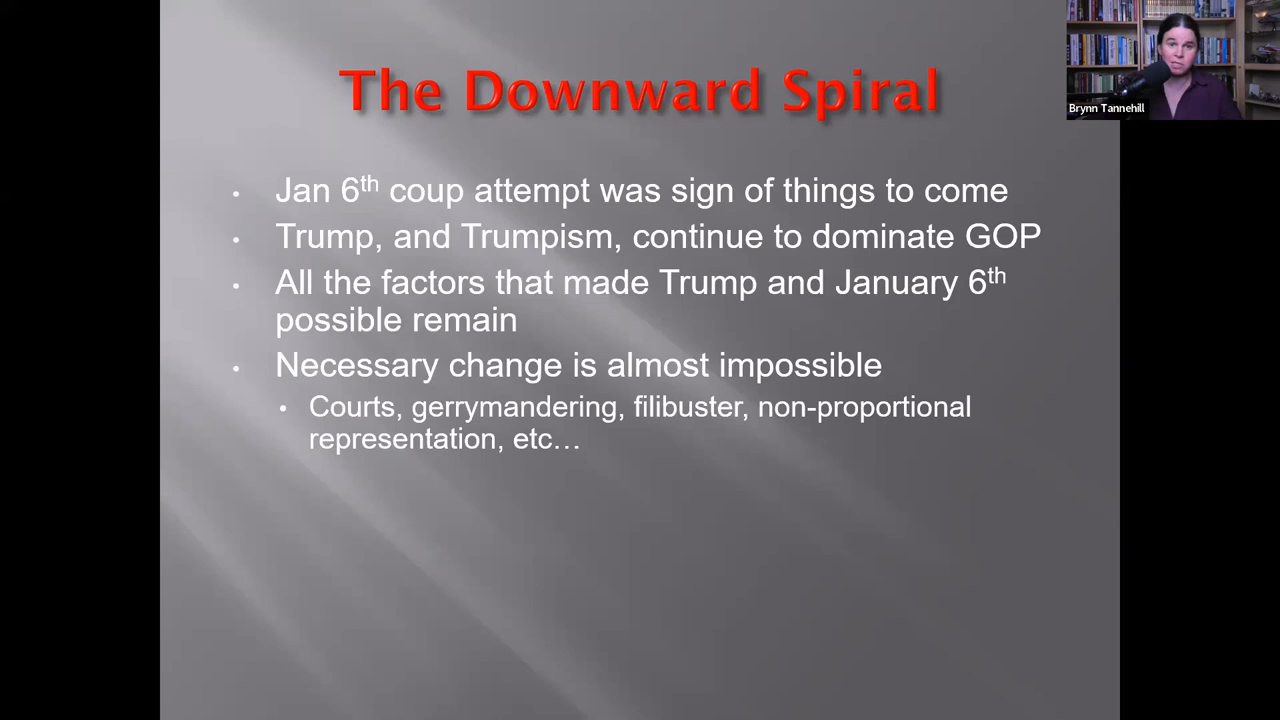 The Downward Spiral
Brynn Tannehill
• Jan 6th coup attempt was sign of things to come
• Trump, and Trumpism, continue to dominate GOP
• All the factors that made Trump and January 6th
possible remain
• Necessary change is almost impossible
• Courts, gerrymandering, filibuster, non-proportional
representation, etc…